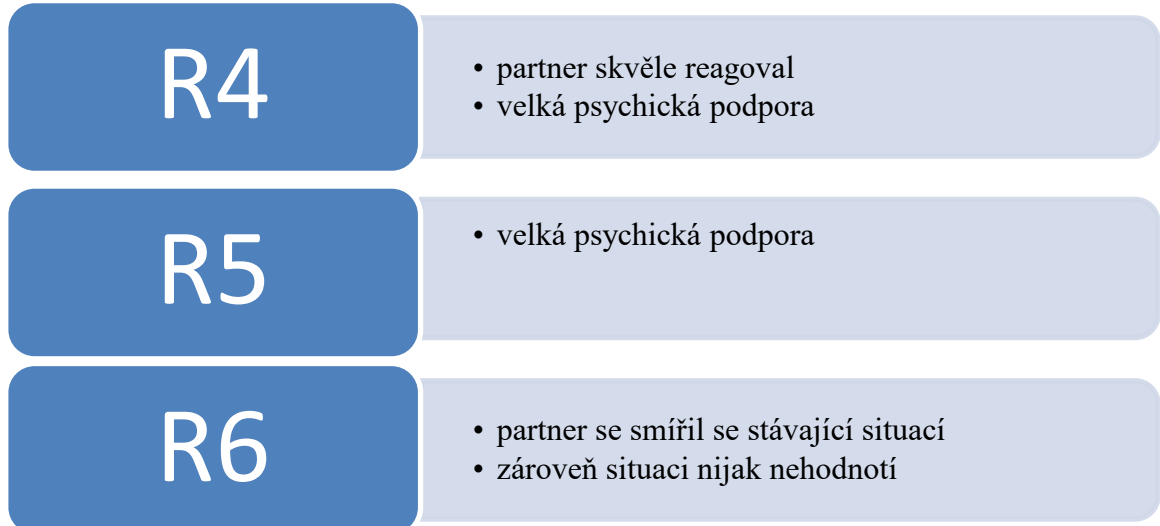 R4
• partner skvěle reagoval
• velká psychická podpora
R5
• velká psychická podpora
R6
• partner se smířil se stávající situací
• zároveň situaci nijak nehodnotí